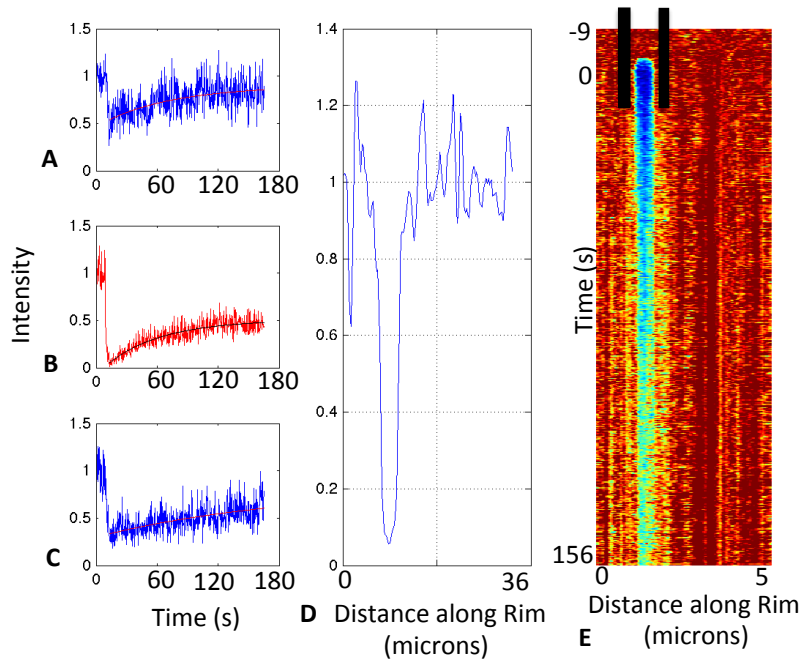 1.5
1
0.5
0
0 60 120 180
A
1.5
1
0.5
0
0 60 120 180
B
1.5
1
0.5
0
0 60 120 180
C
Intensity
Time (s)
1.4
1.2
1
0.8
0.6
0.4
0.2
0
0 36
D Distance along Rim
(microns)
-9
0
Time (s)
156
0 5
Distance along Rim
E (microns)